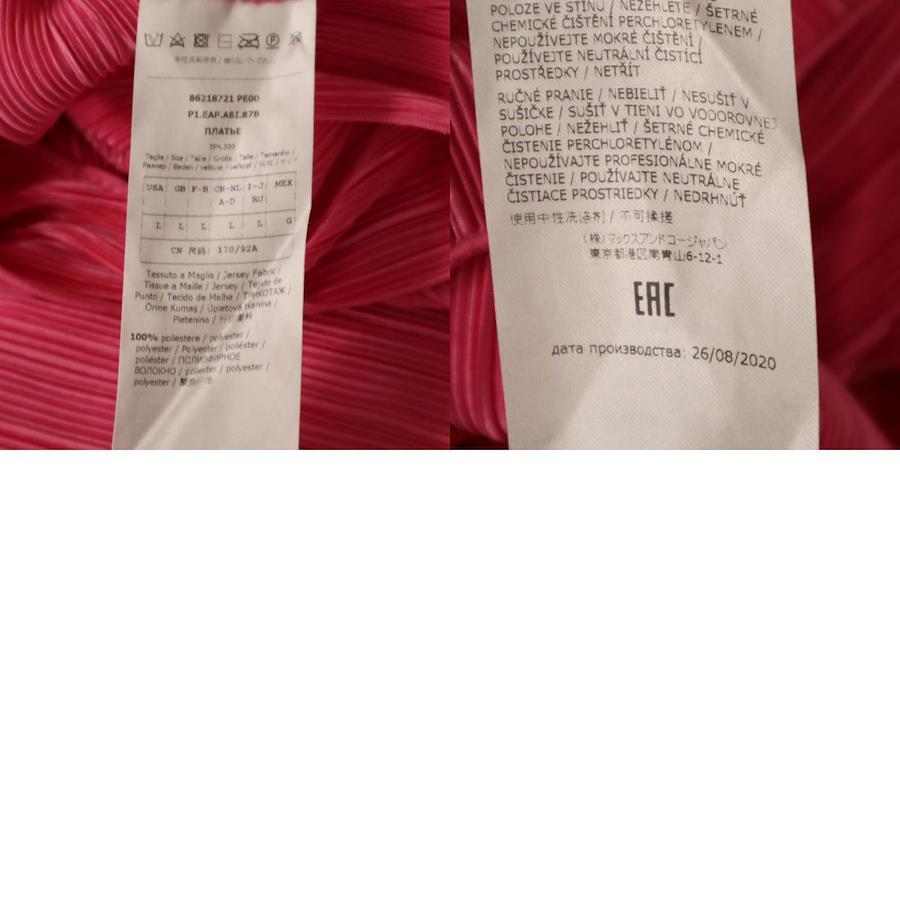 86218721 PE00
P1.EAP.ABI.87B
ПЛАТЬЕ
Taglia / Size / Taille / Größe / Talla / Tamanho /
USA GB F-B CH-NL I-J MEX
A-D RU
L L L L L G
CN 尺码: 170/92A
Tessuto a Maglia / Jersey Fabric /
Tissue a Maille / Jersey / Tejido de
Punto / Tecido de Malha / ТРИКОТАЖ /
Örme Kumaş / Úpletová tkanina /
Pletenina /
100% poliestere / polyester /
polyester / Polyester / poliéster /
poliéster / ПОЛИЭФИРНОЕ
ВОЛОКНО / poliester / polyester /
polyester /
POLOZE VE STÍNU / NEŽEHLETE / ŠETRNÉ
CHEMICKÉ ČIŠTĚNÍ PERCHLORETYLENEM /
NEPOUŽÍVEJTE MOKRÉ ČIŠTĚNÍ /
POUŽÍVEJTE NEUTRÁLNÍ ČISTÍCÍ
PROSTŘEDKY / NETŘÍT
RUČNÉ PRANIE / NEBIELIŤ / NESUŠIŤ V
SUŠIČKE / SUŠIŤ V TIENI VO VODOROVNEJ
POLOHE / NEŽEHLIŤ / ŠETRNÉ CHEMICKÉ
ČISTENIE PERCHLORETYLÉNOM /
NEPOUŽÍVAJTE PROFESIONÁLNE MOKRÉ
ČISTENIE / POUŽÍVAJTE NEUTRÁLNE
ČISTIACE PROSTRIEDKY / NEDRHNÚŤ
使用中性洗涤剂 / 不可揉搓
(株)マックスアンドコージャパン
東京都港区南青山6-12-1
EAC
дата производства: 26/08/2020